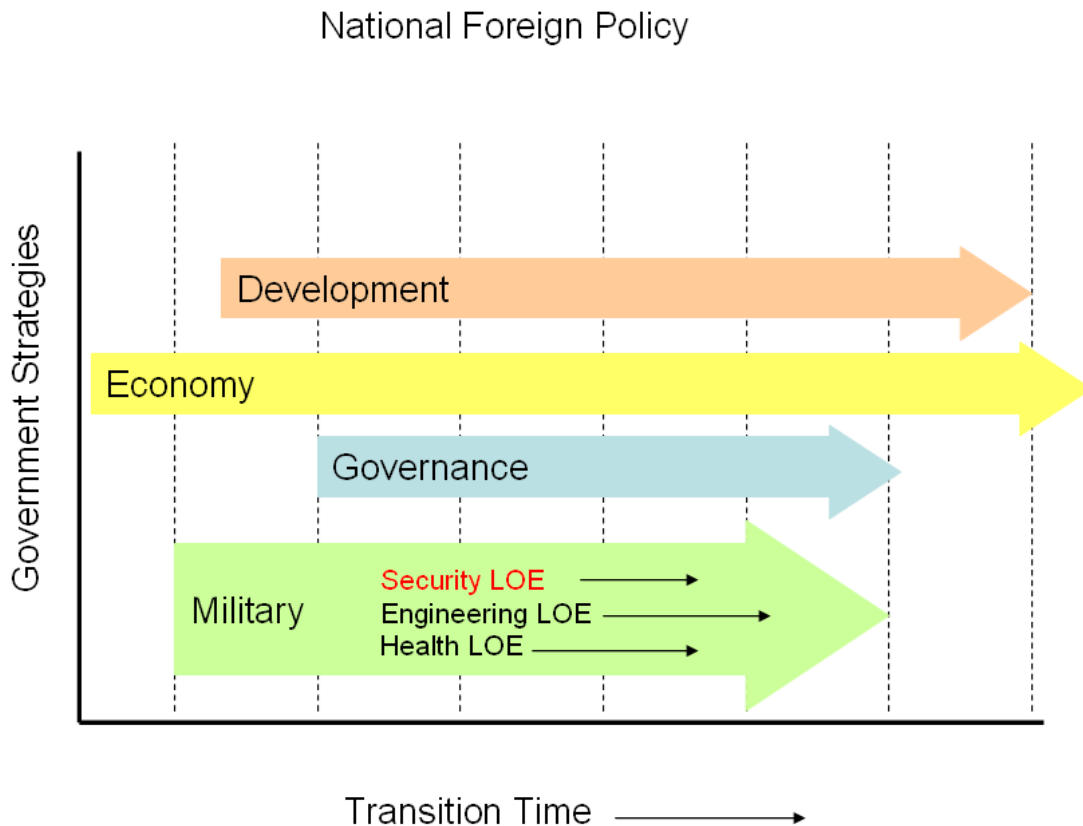 National Foreign Policy
Government Strategies
Development
Economy
Governance
Military
Security LOE
Engineering LOE
Health LOE
Transition Time